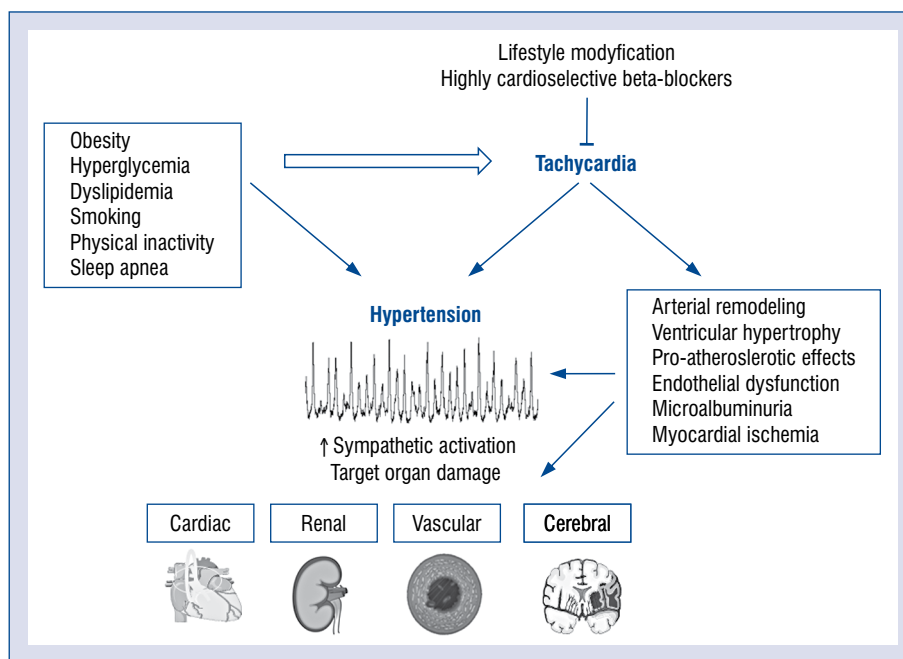 Lifestyle modyfication
Highly cardioselective beta-blockers
Obesity
Hyperglycemia
Dyslipidemia
Smoking
Physical inactivity
Sleep apnea
Tachycardia
Hypertension
Arterial remodeling
Ventricular hypertrophy
Pro-atheroslerotic effects
Endothelial dysfunction
Microalbuminuria
Myocardial ischemia
↑ Sympathetic activation
Target organ damage
Cardiac
Renal
Vascular
Cerebral